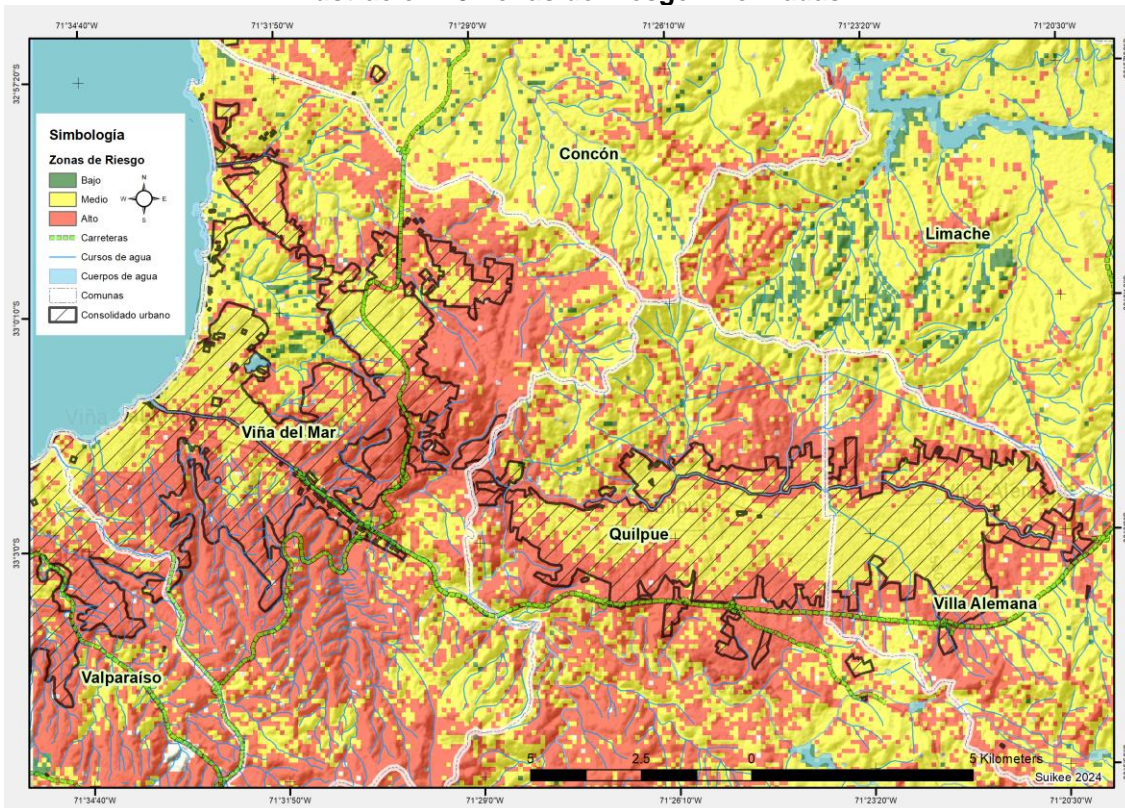 71°34'40"W 71°31'50"W 71°29'0"W 71°26'10"W 71°23'20"W 71°20'30"W
32°57'20"S
Simbología
Zonas de Riesgo
Bajo
Medio
Alto
Carreteras
Cursos de agua
Cuerpos de agua
Comunas
Consolidado urbano
N
W E
S
Concón
Limache
33°0'10"S
Viña del Mar
Quilpue
33°3'0"S
Villa Alemana
Valparaíso
5 2.5 0 5 Kilometers
Suikee 2024
71°34'40"W 71°31'50"W 71°29'0"W 71°26'10"W 71°23'20"W 71°20'30"W